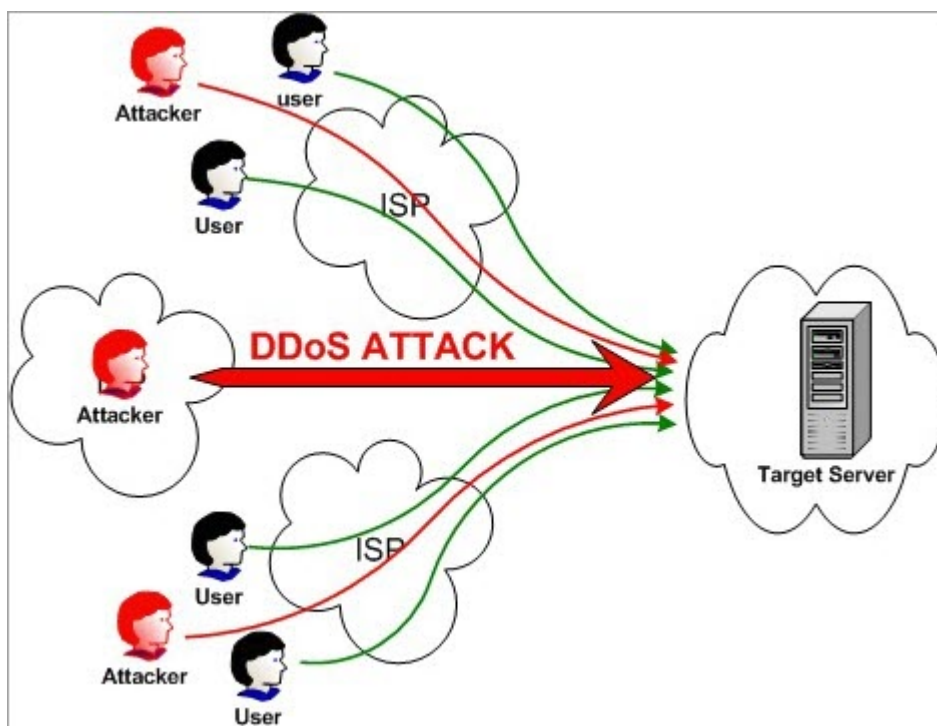 user
Attacker
User
ISP
DDoS ATTACK
Attacker
Target Server
ISP
User
Attacker
User